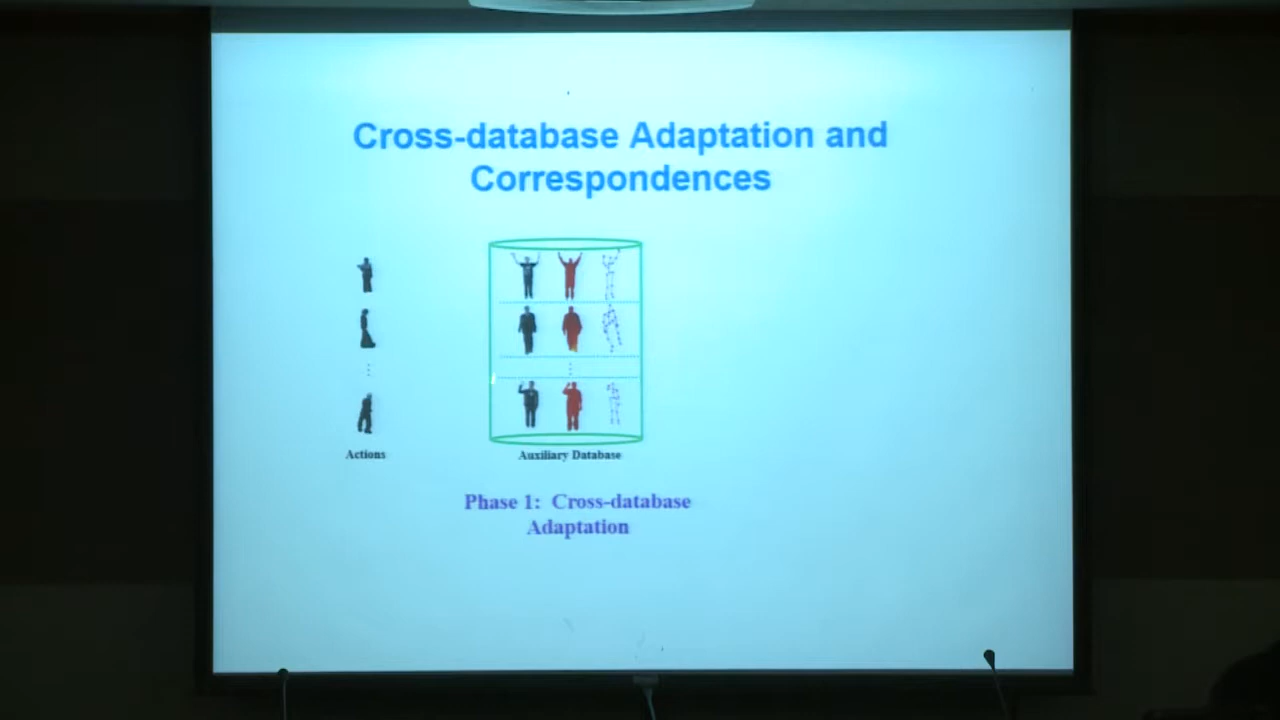 Cross-database Adaptation and
Correspondences
Actions
Auxiliary Database
Phase 1: Cross-database
Adaptation